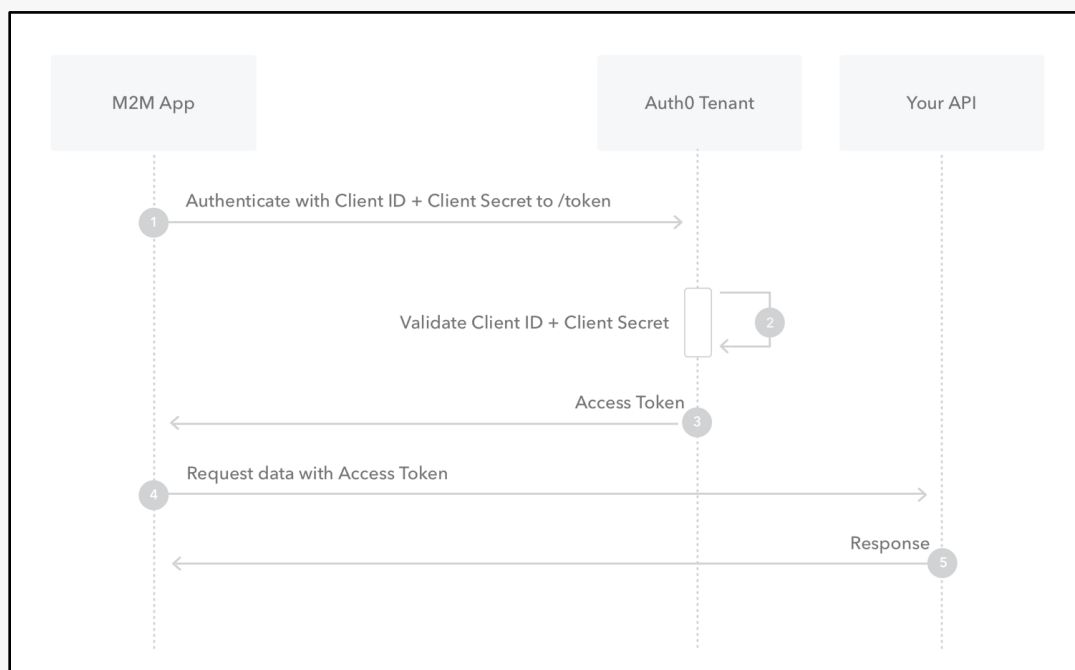 M2M App
Auth0 Tenant
Your API
Authenticate with Client ID + Client Secret to /token
1
Validate Client ID + Client Secret
2
Access Token
3
Request data with Access Token
4
Response
5